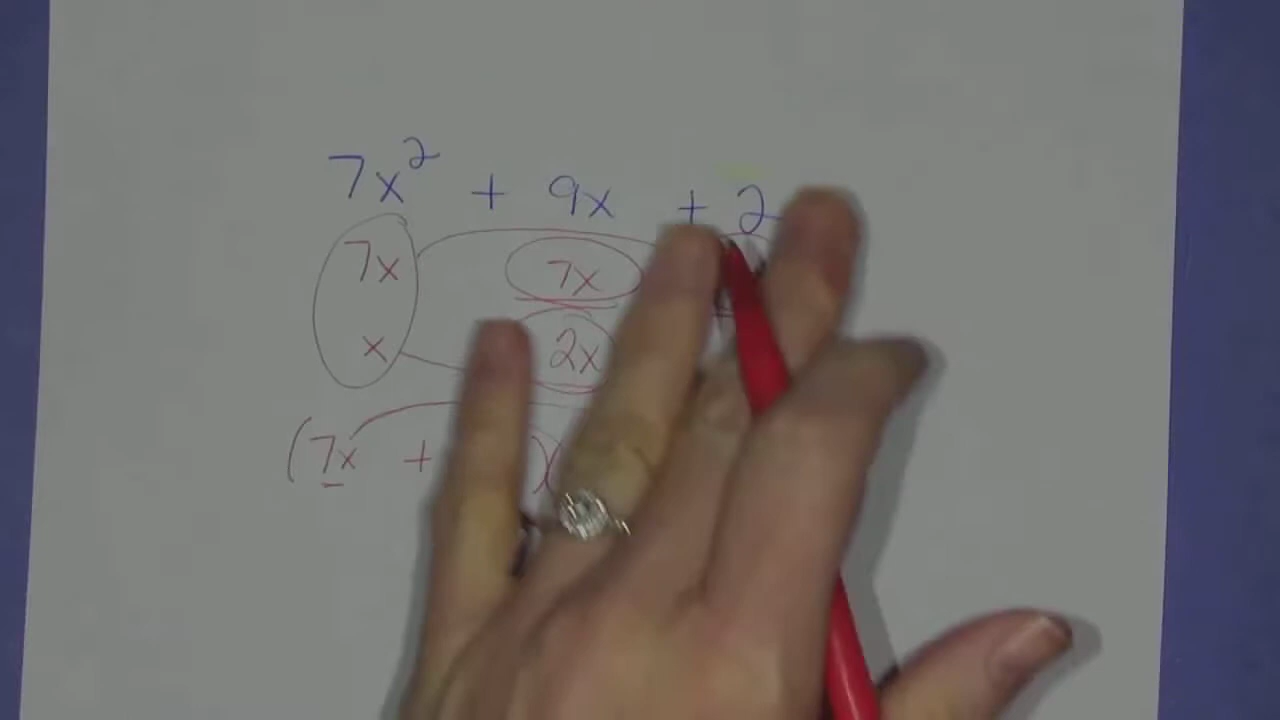 7x² + 9x + 2
7x 7x
x 2x
(7x + )(